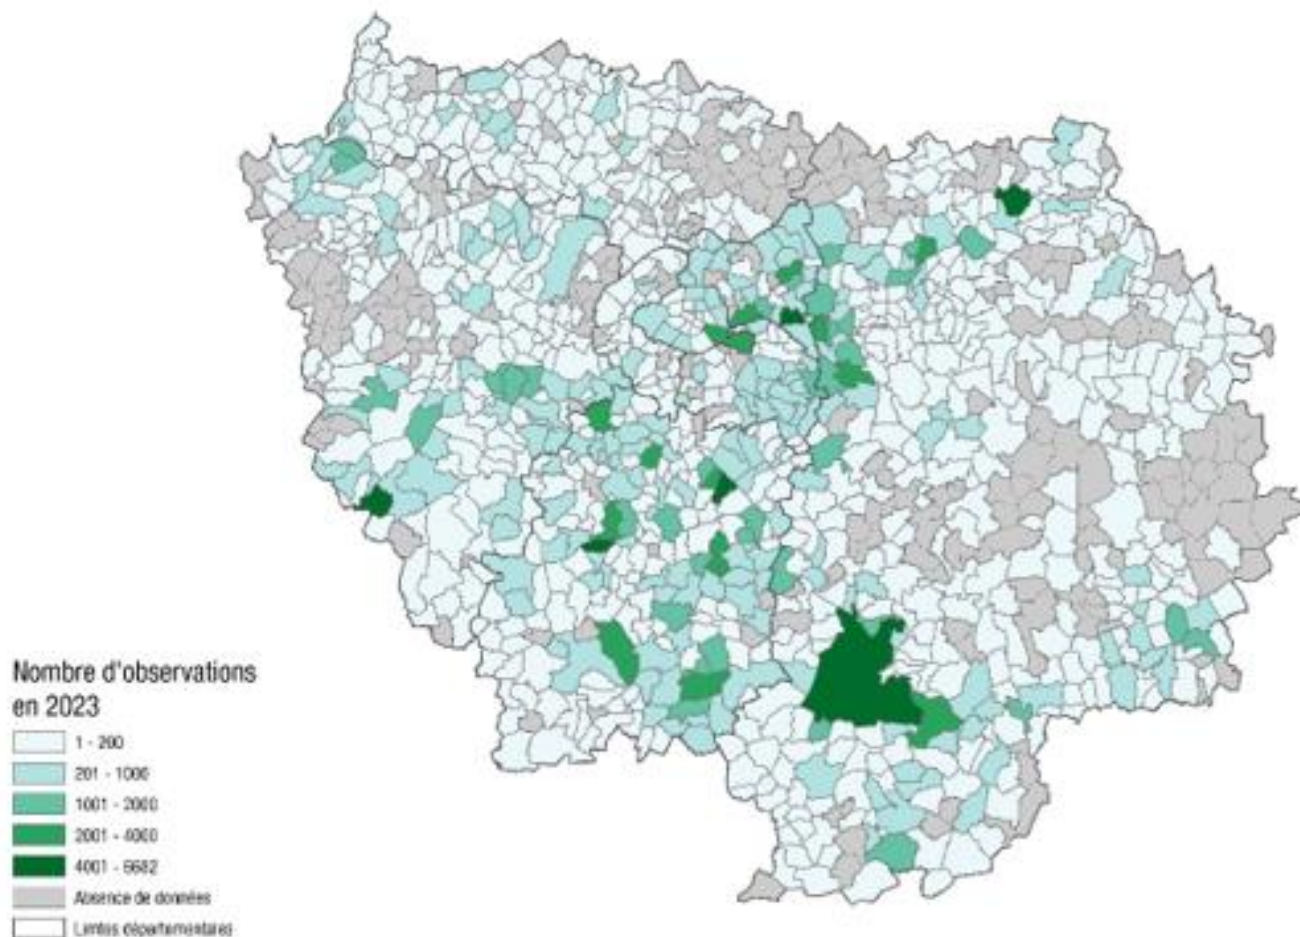 Nombre d'observations
en 2023
1 - 200
201 - 1000
1001 - 2000
2001 - 4000
4001 - 6682
Absence de données
Limites départementales